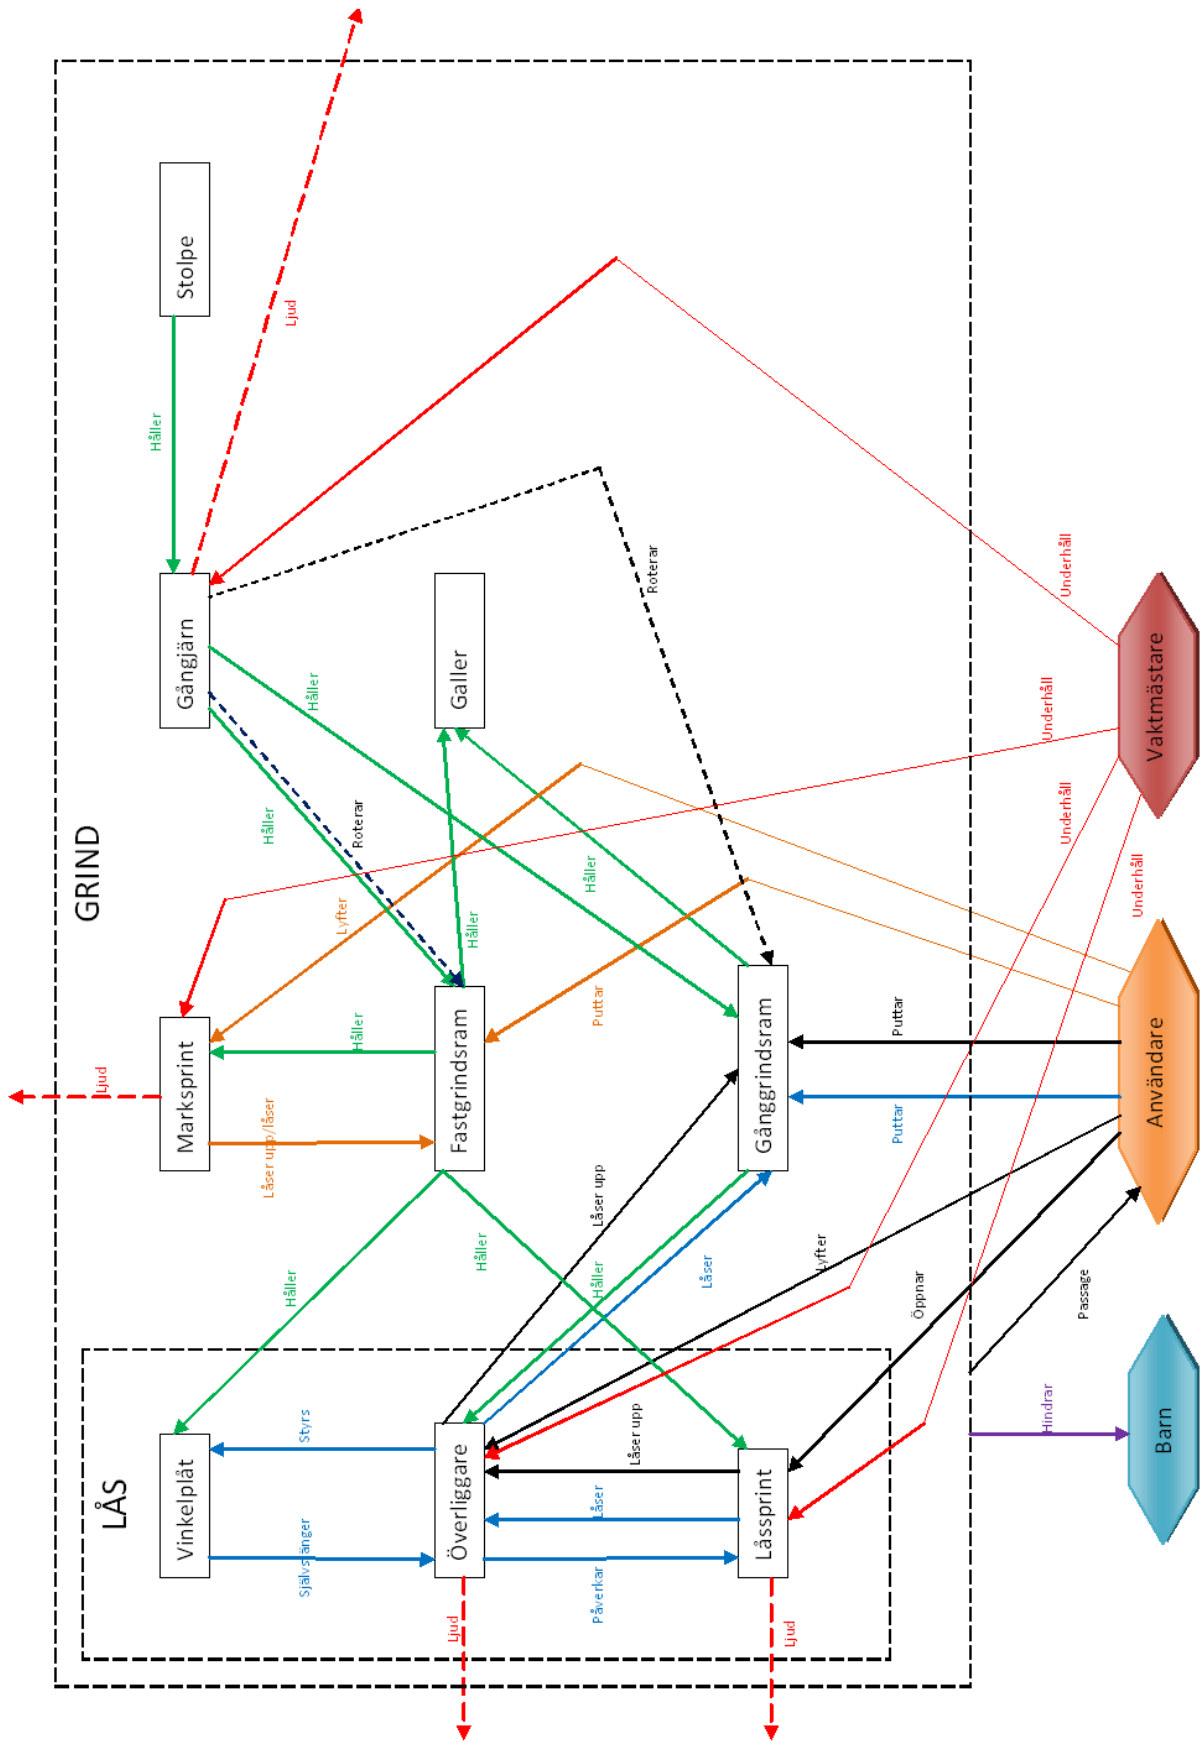 GRIND
LÅS
Ljud
Håller
Vinkelplåt
Marksprint
Gångjärn
Stolpe
Självstänger
Styrs
Håller
Låser upp/låser
Håller
Lyfter
Håller
Roterar
Håller
Ljud
Ljud
Överliggare
Håller
Fastgrindsram
Håller
Galler
Påverkar
Låser
Låser upp
Håller
Låser upp
Låser
Puttar
Håller
Roterar
Ljud
Låssprint
Lyfter
Gånggrindsram
Öppnar
Puttar
Puttar
Hindrar
Passage
Underhåll
Underhåll
Underhåll
Underhåll
Barn
Användare
Vaktmästare